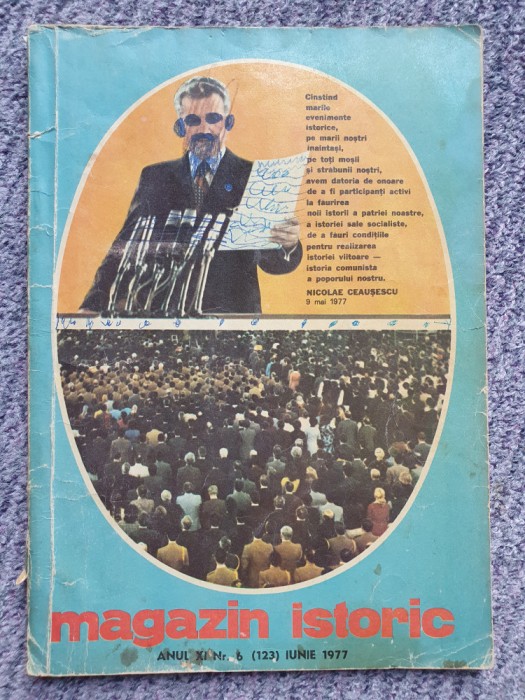 Cinstind
marile
evenimente
istorice,
pe marii noștri
înaintași,
pe toți moșii
și strabunii noștri,
avem datoria de onoare
de a fi participanți activi
la făurirea
noii istorii a patriei noastre,
a istoriei sale socialiste,
de a făuri condițiile
pentru realizarea
istoriei viitoare —
istoria comunista
a poporului nostru.
NICOLAE CEAUȘESCU
9 mai 1977
magazin istoric
ANUL XI Nr. 6 (123) IUNIE 1977